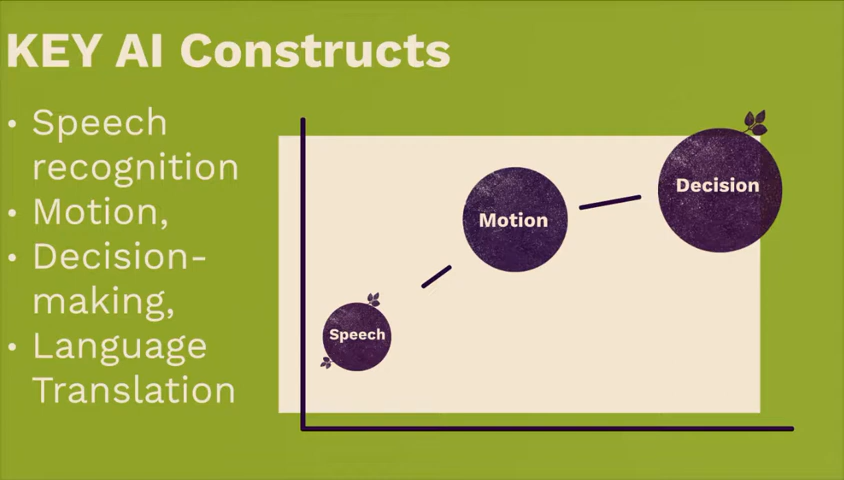 KEY AI Constructs
• Speech
recognition
• Motion,
• Decision-
making,
• Language
Translation
Speech
Motion
Decision